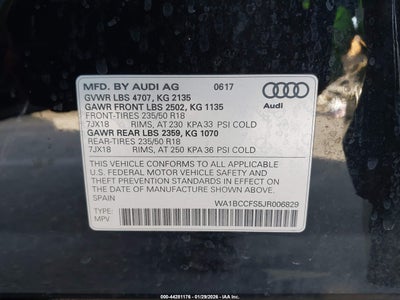 MFD. BY AUDI AG 0617
GVWR LBS 4707, KG 2135
GAWR FRONT LBS 2502, KG 1135
FRONT-TIRES 235/50 R18
7JX18 RIMS, AT 230 KPA 33 PSI COLD
GAWR REAR LBS 2359, KG 1070
REAR-TIRES 235/50 R18
7JX18 RIMS, AT 250 KPA 36 PSI COLD
Audi
THIS VEHICLE CONFORMS TO ALL APPLICABLE
U.S. FEDERAL MOTOR VEHICLE SAFETY AND
THEFT PREVENTION STANDARDS IN EFFECT ON THE
DATE OF MANUFACTURE SHOWN ABOVE.
SPAIN WA1BCCFS5JR006829
TYPE:
MPV
000-44281176 - 01/29/2026 - IAAI.COM